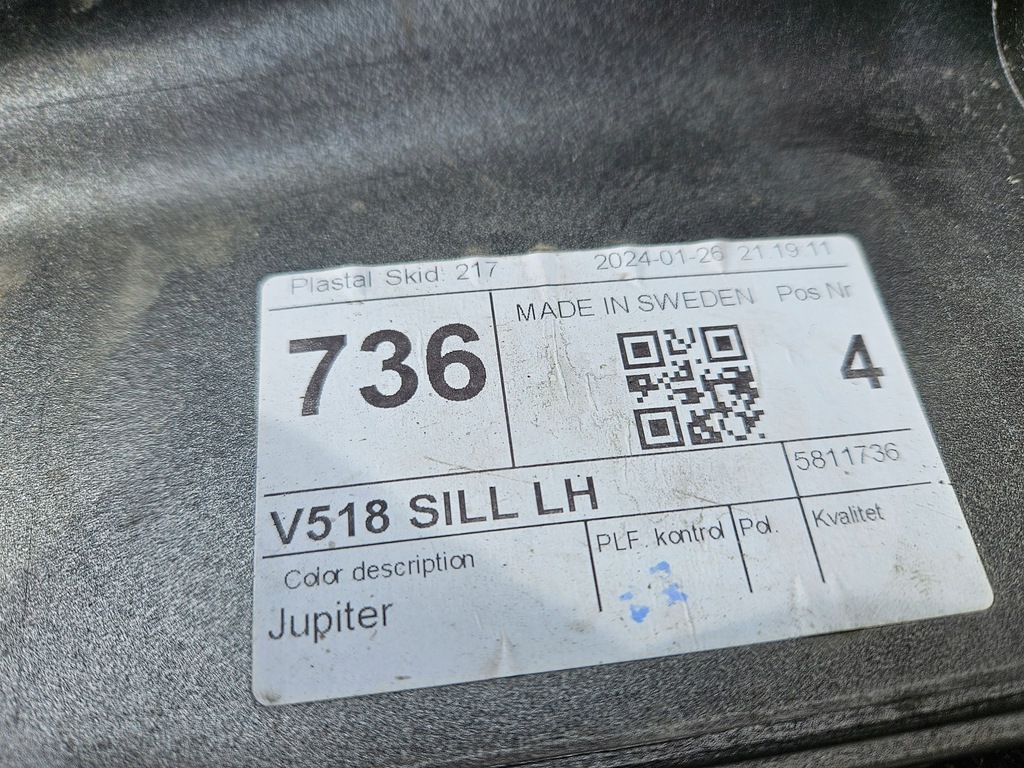 Plastal Skid: 217 2024-01-26 21:19:11
736
MADE IN SWEDEN
Pos Nr
4
5811736
V518 SILL LH
Color description
Jupiter
PLF. kontrol
Pol.
Kvalitet